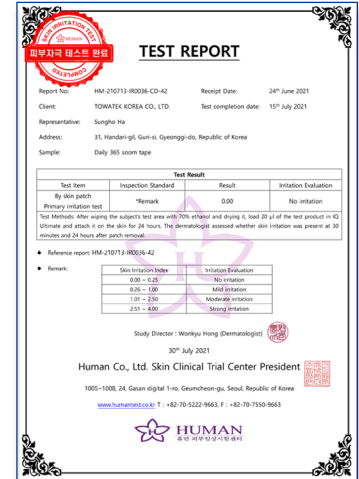 SKIN IRRITATION TEST
HUMAN
피부자극 테스트 완료
COMPLETED
TEST REPORT
Report No: HM-210713-IR0036-CD-42 Receipt Date: 24th June 2021
Client: TOWATEK KOREA CO., LTD. Test completion date: 15th July 2021
Representative: Sungho Ha
Address: 31, Handari-gil, Guri-si, Gyeonggi-do, Republic of Korea
Sample: Daily 365 soom tape
Test Result
Test Item Inspection Standard Result Irritation Evaluation
By skin patch
Primary irritation test *Remark 0.00 No irritation
Test Methods: After wiping the subject's test area with 70% ethanol and drying it, load 20 μl of the test product in IQ
Ultimate and attach it on the skin for 24 hours. The dermatologist assessed whether skin irritation was present at 30
minutes and 24 hours after patch removal.
● Reference report: HM-210713-IR0036-42
● Remark:
Skin Irritation Index Irritation Evaluation
0.00 ~ 0.25 No irritation
0.26 ~ 1.00 Mild irritation
1.01 ~ 2.50 Moderate irritation
2.51 ~ 4.00 Strong irritation
Study Director : Wonkyu Hong (Dermatologist)
30th July 2021
Human Co., Ltd. Skin Clinical Trial Center President
1005~1008, 24, Gasan digital 1-ro, Geumcheon-gu, Seoul, Republic of Korea
www.humantest.co.kr T : +82-70-5222-9663, F : +82-70-7550-9663
HUMAN
휴먼 피부임상시험센터